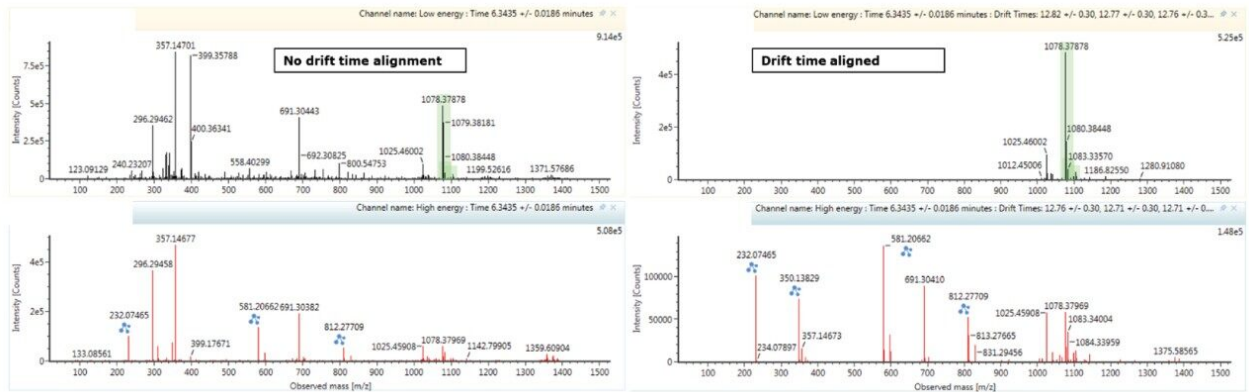 Channel name: Low energy : Time 6.3435 +/- 0.0186 minutes
9.14e5
No drift time alignment
Intensity [Counts]
7.5e5
5e5
2.5e5
0
357.14701
399.35788
296.29462
400.36341
123.09129
240.23207
558.40299
691.30443
692.30825
800.54753
1025.46002
1078.37878
1079.38181
1080.38448
1199.52616
1371.57686
100 200 300 400 500 600 700 800 900 1000 1100 1200 1300 1400 1500
Channel name: Low energy : Time 6.3435 +/- 0.0186 minutes : Drift Times: 12.82 +/- 0.30, 12.77 +/- 0.30, 12.76 +/- 0.3...
5.25e5
Drift time aligned
Intensity [Counts]
4e5
2e5
0
1078.37878
1025.46002
1080.38448
1083.33570
1012.45006
1186.82550
1280.91080
100 200 300 400 500 600 700 800 900 1000 1100 1200 1300 1400 1500
Channel name: High energy : Time 6.3435 +/- 0.0186 minutes
5.08e5
Intensity [Counts]
4e5
2e5
0
357.14677
296.29458
232.07465
581.20662
691.30382
812.27709
133.08561
399.17671
1025.45908
1078.37969
1142.79905
1359.60904
100 200 300 400 500 600 700 800 900 1000 1100 1200 1300 1400 1500
Observed mass [m/z]
Channel name: High energy : Time 6.3435 +/- 0.0186 minutes : Drift Times: 12.76 +/- 0.30, 12.71 +/- 0.30, 12.71 +/- 0...
1.48e5
Intensity [Counts]
100000
50000
0
232.07465
350.13829
581.20662
691.30410
812.27709
234.07897
357.14673
813.27665
831.29456
1025.45908
1078.37969
1083.34004
1084.33959
1375.58565
100 200 300 400 500 600 700 800 900 1000 1100 1200 1300 1400 1500
Observed mass [m/z]